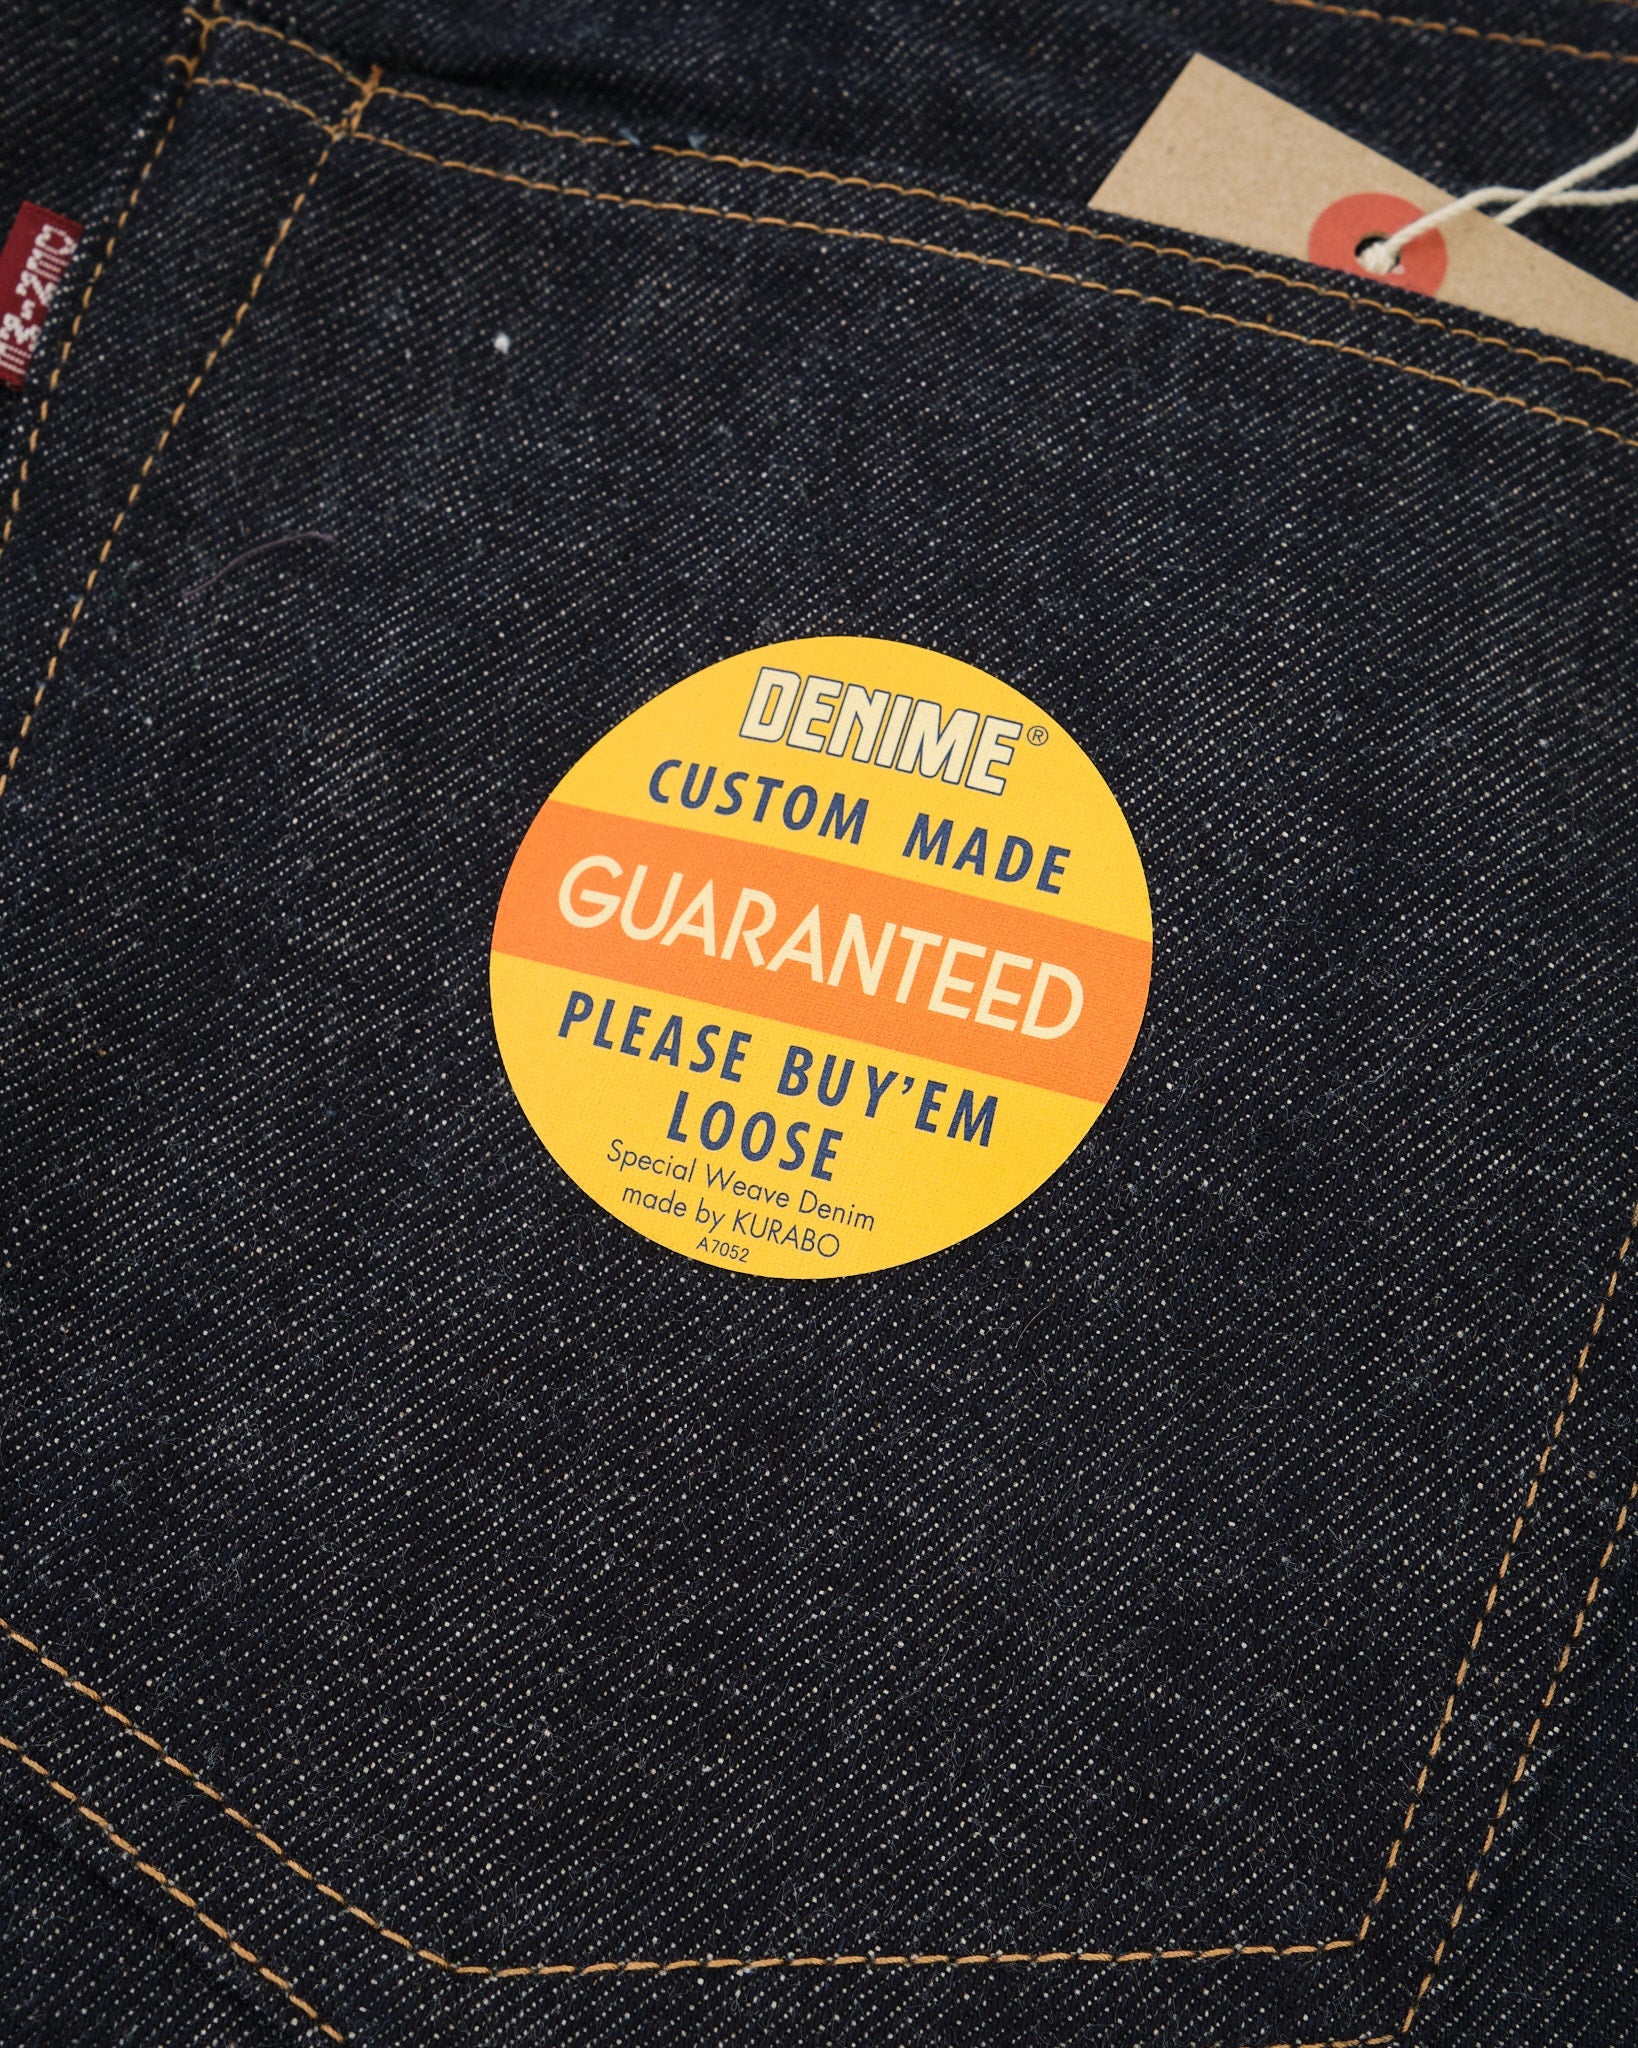 DENIME®
CUSTOM MADE
GUARANTEED
PLEASE BUY'EM
LOOSE
Special Weave Denim
made by KURABO
A7052